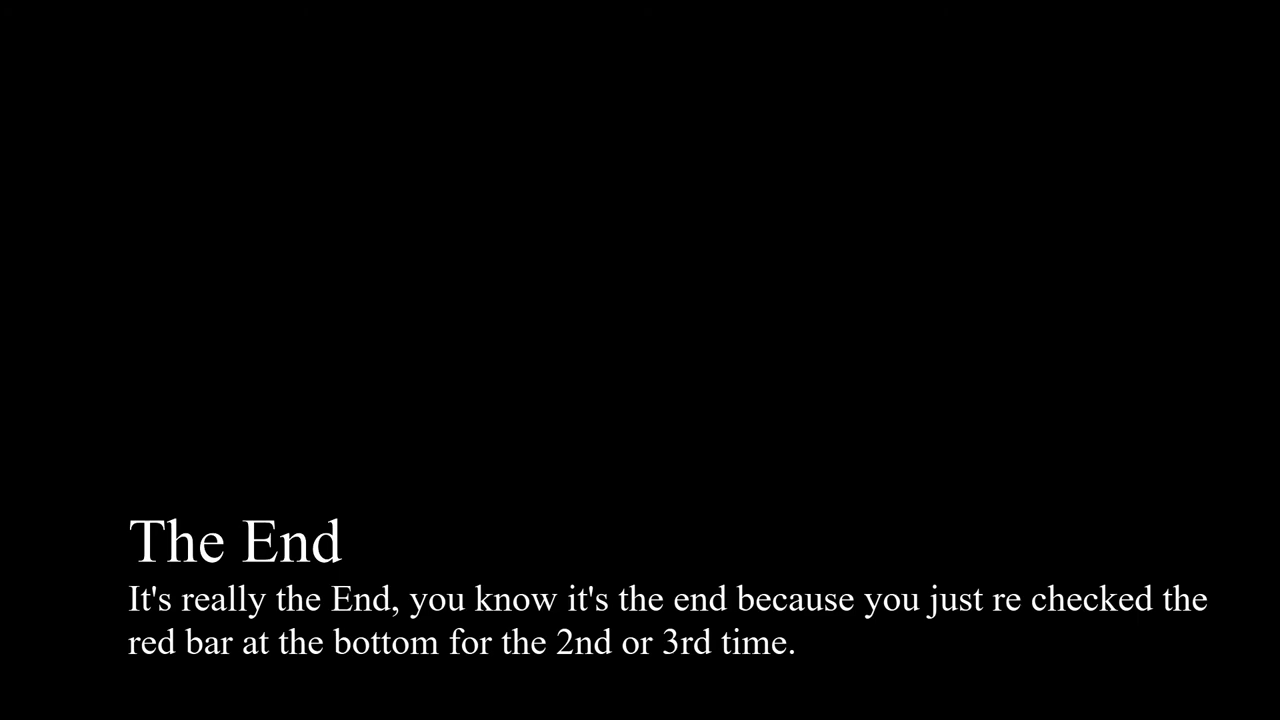 The End
It's really the End, you know it's the end because you just re checked the
red bar at the bottom for the 2nd or 3rd time.